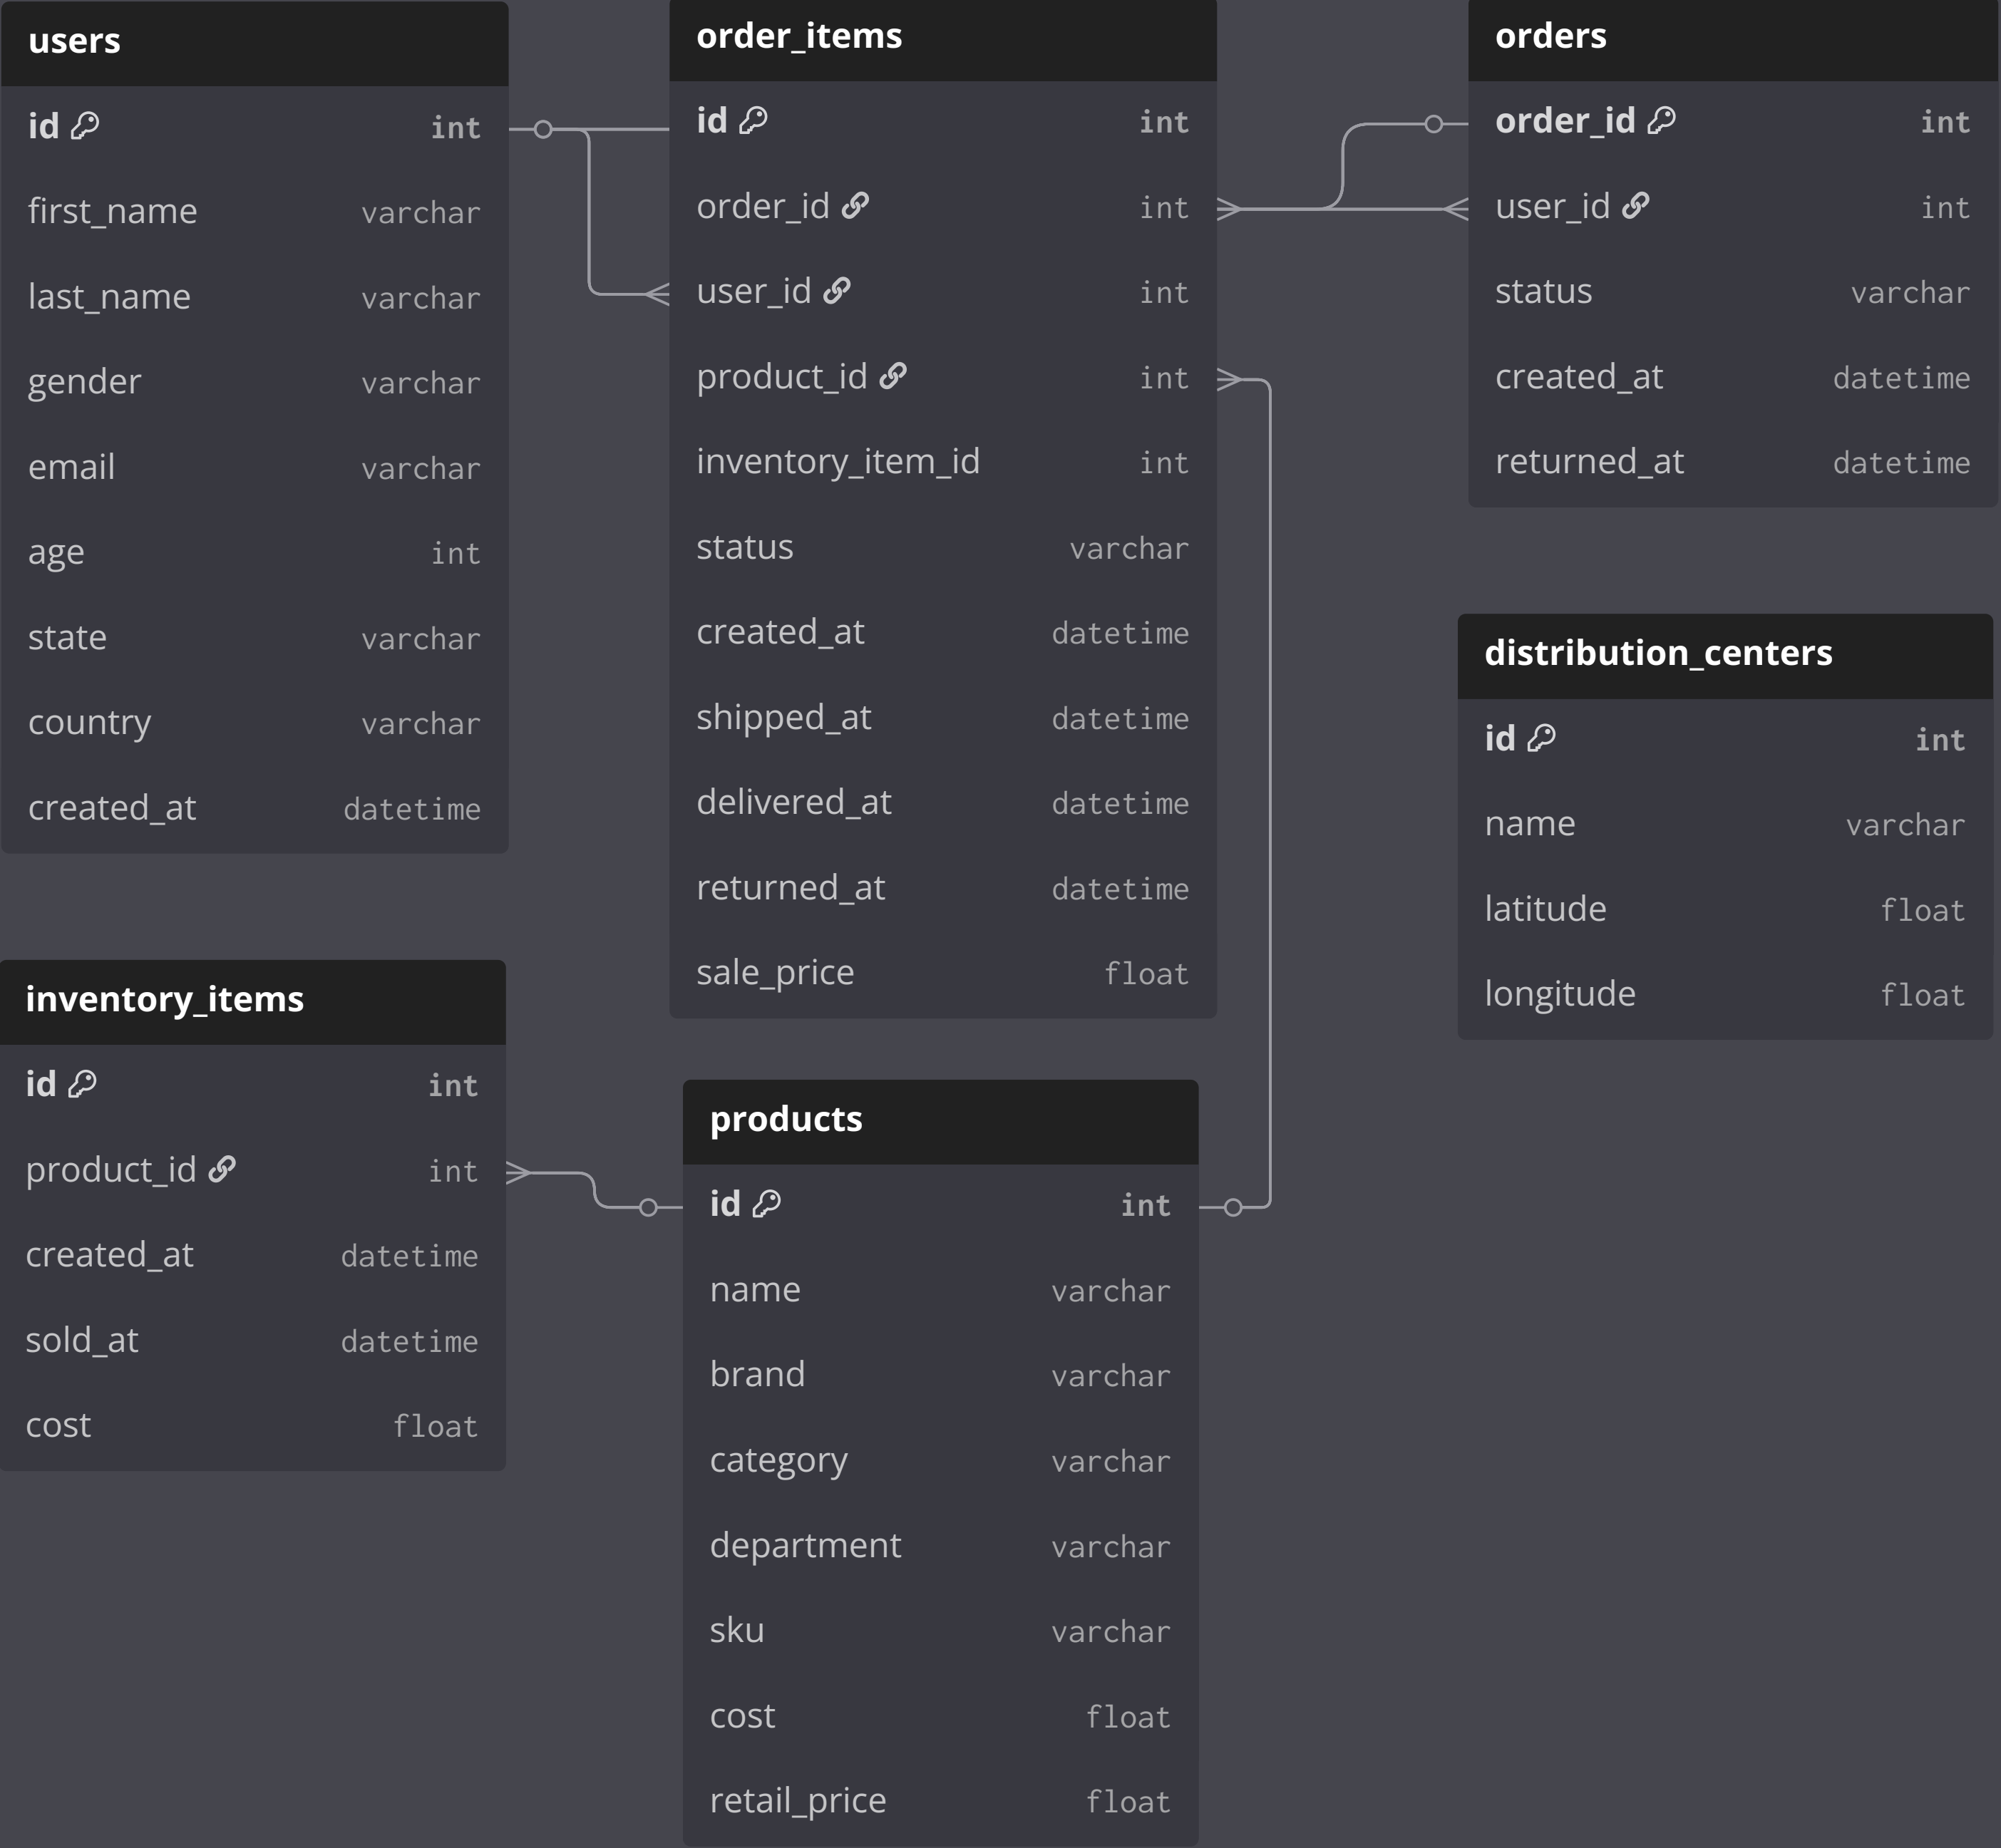 users
id int
first_name varchar
last_name varchar
gender varchar
email varchar
age int
state varchar
country varchar
created_at datetime
order_items
id int
order_id int
user_id int
product_id int
inventory_item_id int
status varchar
created_at datetime
shipped_at datetime
delivered_at datetime
returned_at datetime
sale_price float
orders
order_id int
user_id int
status varchar
created_at datetime
returned_at datetime
distribution_centers
id int
name varchar
latitude float
longitude float
inventory_items
id int
product_id int
created_at datetime
sold_at datetime
cost float
products
id int
name varchar
brand varchar
category varchar
department varchar
sku varchar
cost float
retail_price float